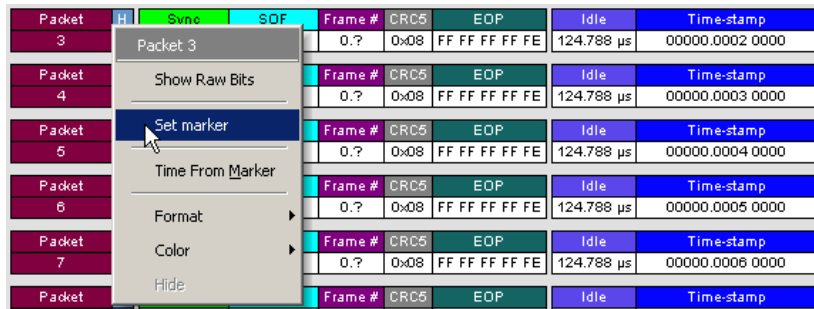 Packet H Sync SOF Frame # CRC5 EOP Idle Time-stamp
3 0.? 0x08 FF FF FF FF FE 124.788 µs 00000.0002 0000
Packet 3
Packet Frame # CRC5 EOP Idle Time-stamp
4 0.? 0x08 FF FF FF FF FE 124.788 µs 00000.0003 0000
Show Raw Bits
Set marker
Packet Frame # CRC5 EOP Idle Time-stamp
5 0.? 0x08 FF FF FF FF FE 124.788 µs 00000.0004 0000
Time From Marker
Packet Frame # CRC5 EOP Idle Time-stamp
6 0.? 0x08 FF FF FF FF FE 124.788 µs 00000.0005 0000
Format
Packet Frame # CRC5 EOP Idle Time-stamp
7 0.? 0x08 FF FF FF FF FE 124.788 µs 00000.0006 0000
Color
Hide
Packet Frame # CRC5 EOP Idle Time-stamp